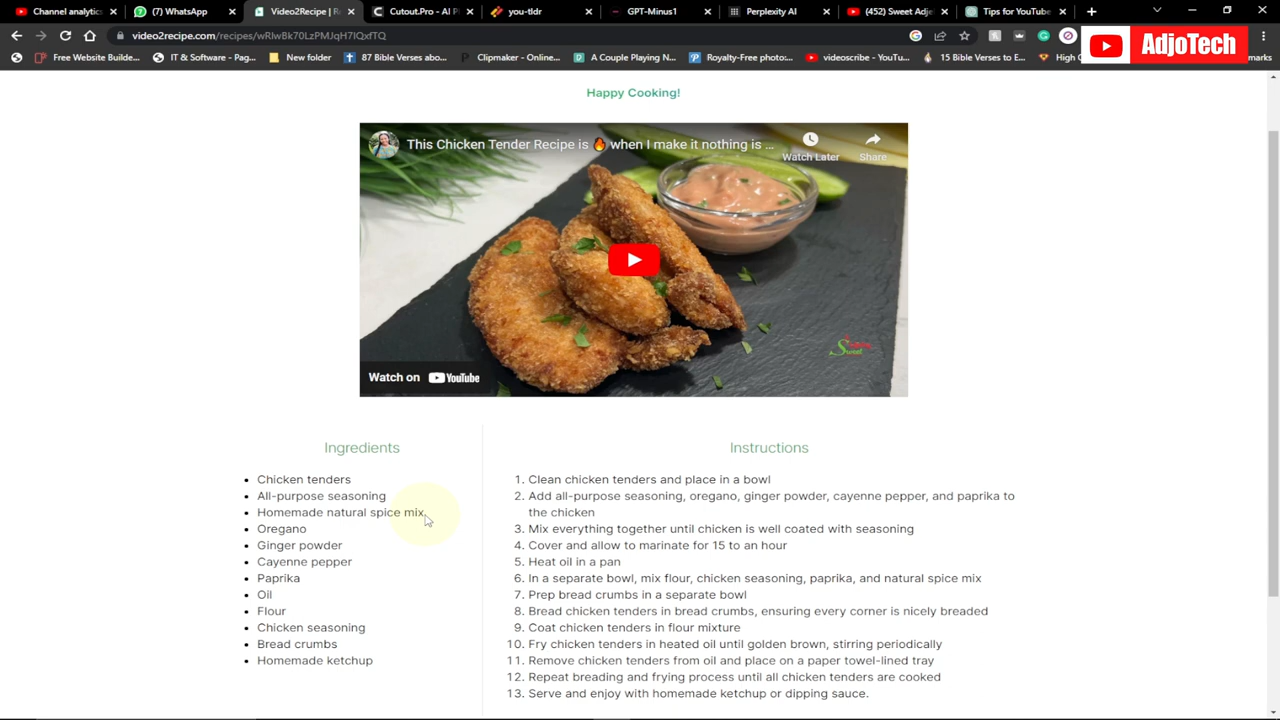 Channel analytics
(7) WhatsApp
Video2Recipe | R
Cutout.Pro - AI P
you-tldr
GPT-Minus1
Perplexity AI
(452) Sweet Adje
Tips for YouTube
video2recipe.com/recipes/wRlwBk70LzPMJqH7IQxfTQ
AdjoTech
Free Website Builde...
IT & Software - Pag...
New folder
87 Bible Verses abo...
Clipmaker - Online...
A Couple Playing N...
Royalty-Free photo:...
videoscribe - YouTu...
15 Bible Verses to E...
High
marks
Happy Cooking!
This Chicken Tender Recipe is 🔥 when I make it nothing is ...
Watch Later
Share
Watch on YouTube
Ingredients
Chicken tenders
All-purpose seasoning
Homemade natural spice mix
Oregano
Ginger powder
Cayenne pepper
Paprika
Oil
Flour
Chicken seasoning
Bread crumbs
Homemade ketchup
Instructions
1. Clean chicken tenders and place in a bowl
2. Add all-purpose seasoning, oregano, ginger powder, cayenne pepper, and paprika to
the chicken
3. Mix everything together until chicken is well coated with seasoning
4. Cover and allow to marinate for 15 to an hour
5. Heat oil in a pan
6. In a separate bowl, mix flour, chicken seasoning, paprika, and natural spice mix
7. Prep bread crumbs in a separate bowl
8. Bread chicken tenders in bread crumbs, ensuring every corner is nicely breaded
9. Coat chicken tenders in flour mixture
10. Fry chicken tenders in heated oil until golden brown, stirring periodically
11. Remove chicken tenders from oil and place on a paper towel-lined tray
12. Repeat breading and frying process until all chicken tenders are cooked
13. Serve and enjoy with homemade ketchup or dipping sauce.